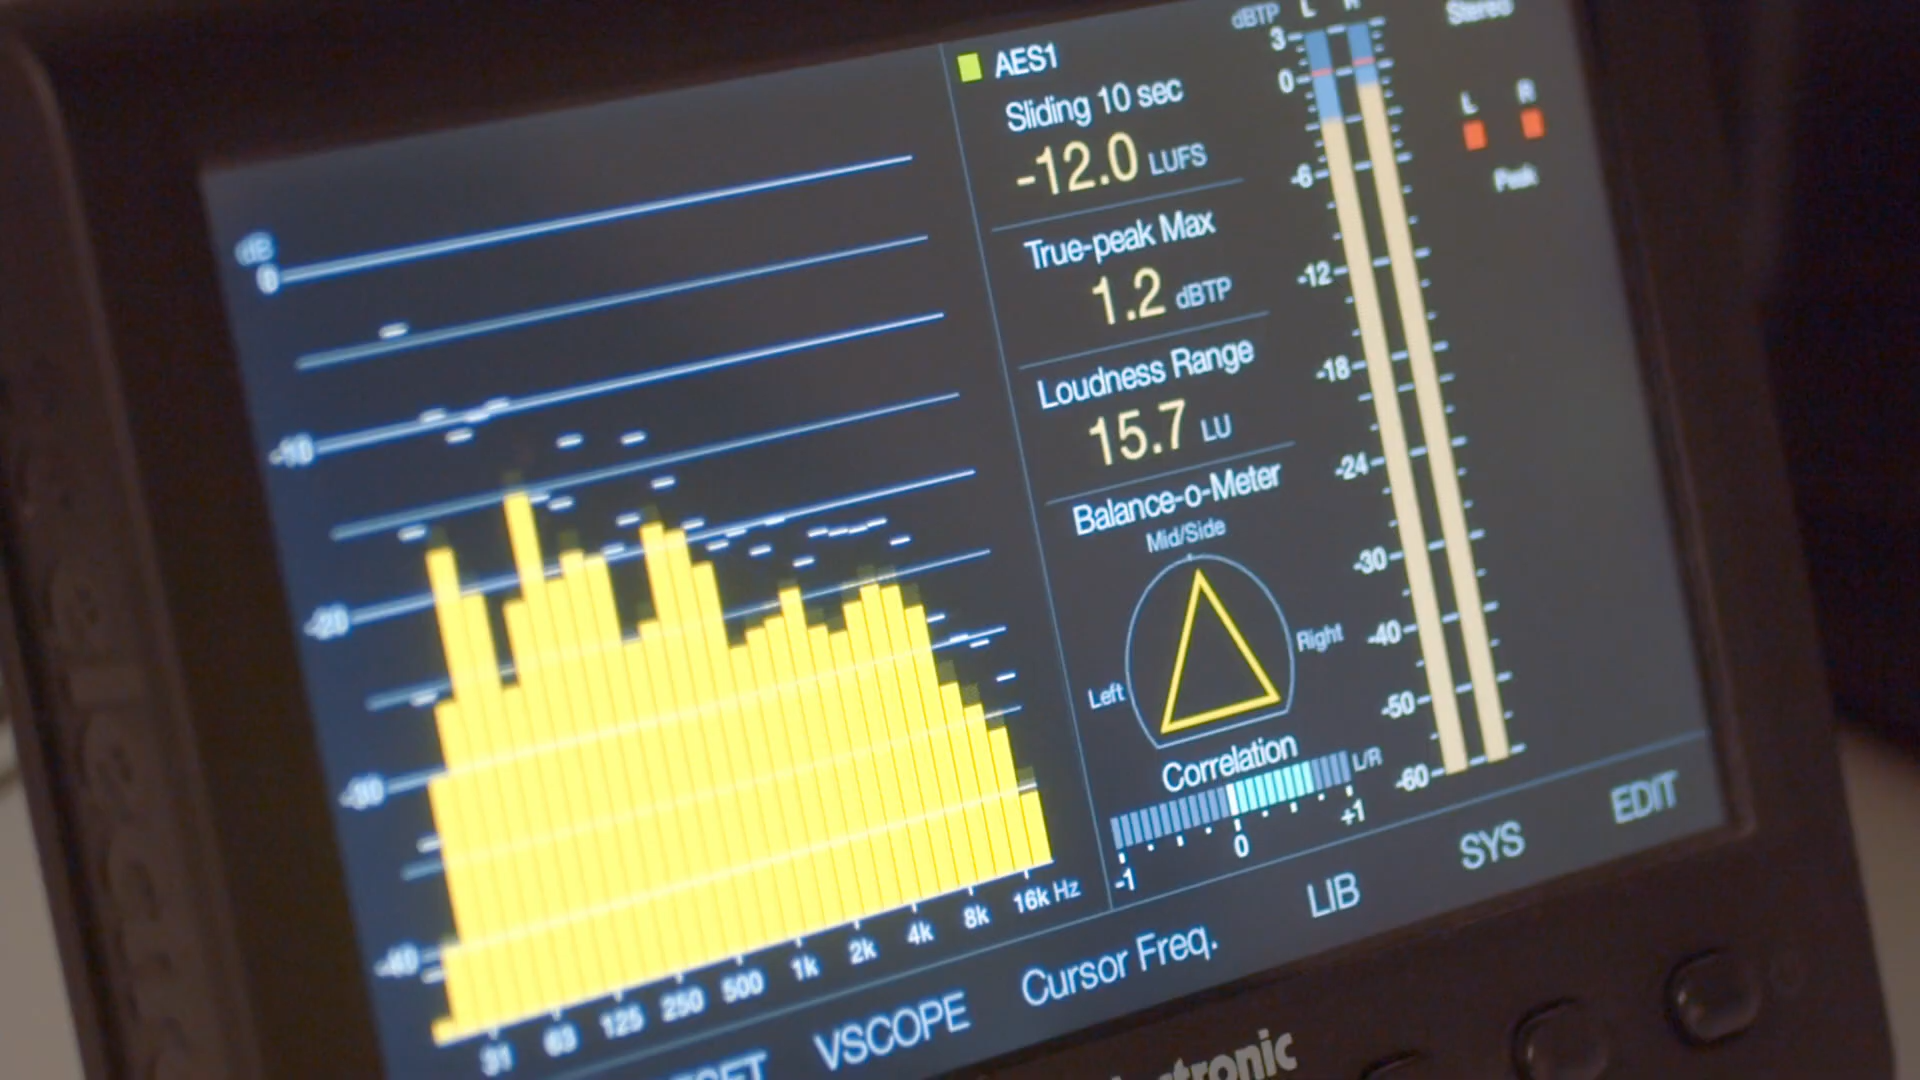 dB
0
-10
-20
-30
-40
31 63 125 250 500 1k 2k 4k 8k 16k Hz
AES1
Sliding 10 sec
-12.0 LUFS
True-peak Max
1.2 dBTP
Loudness Range
15.7 LU
Balance-o-Meter
Mid/Side
Left
Right
Correlation
L/R
-1 0 +1
dBTP L R
3
0
-6
-12
-18
-24
-30
-40
-50
-60
Stereo
L R
Peak
VSCOPE Cursor Freq. LIB SYS EDIT